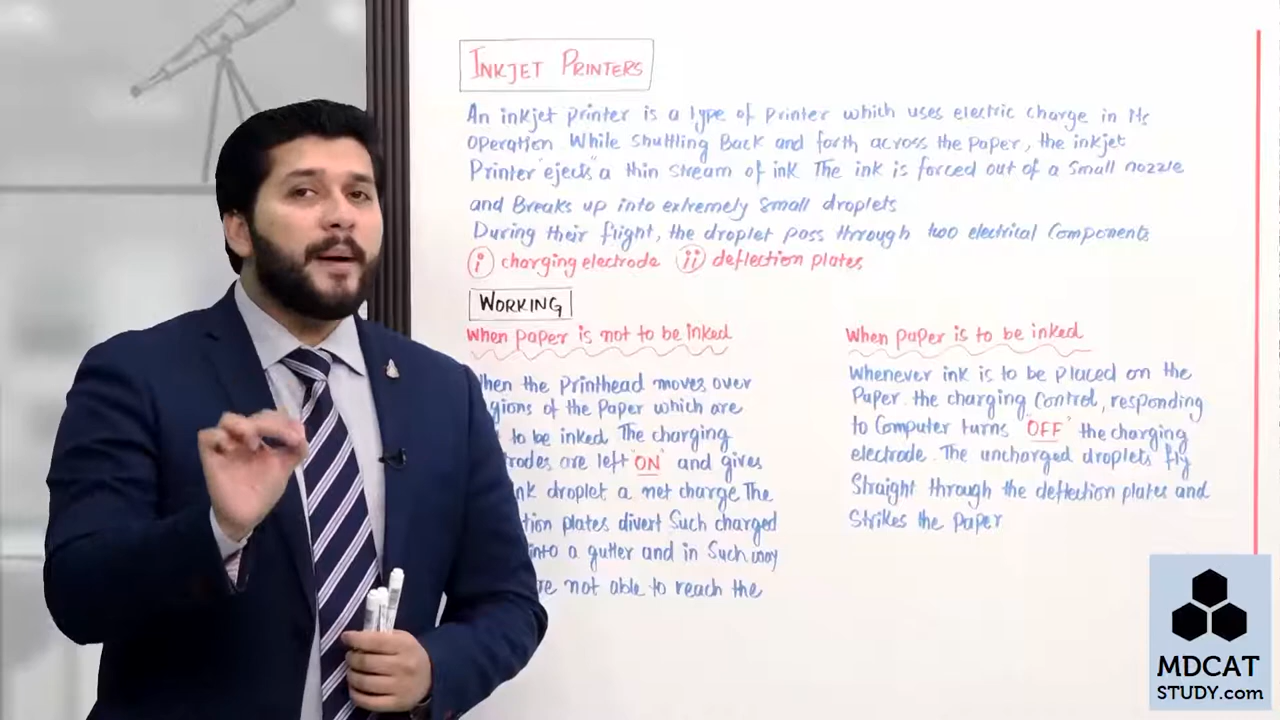 INKJET PRINTERS
An inkjet printer is a type of printer which uses electric charge in its
operation. While shuttling Back and forth across the paper, the inkjet
Printer "ejects" a thin stream of ink. The ink is forced out of a small nozzle
and Breaks up into extremely small droplets
During their flight, the droplet pass through two electrical components
i charging electrode ii deflection plates
WORKING
When paper is not to be inked
the Printhead moves over
of the Paper which are
to be inked. The charging
are left "ON" and gives
droplet a net charge. The
plates divert Such charged
into a gutter and in Such way
not able to reach the
When paper is to be inked
Whenever ink is to be placed on the
Paper. the charging Control, responding
to Computer turns "OFF" the charging
electrode. The uncharged droplets fly
Straight through the deflection plates and
Strikes the Paper
MDCAT
STUDY.com